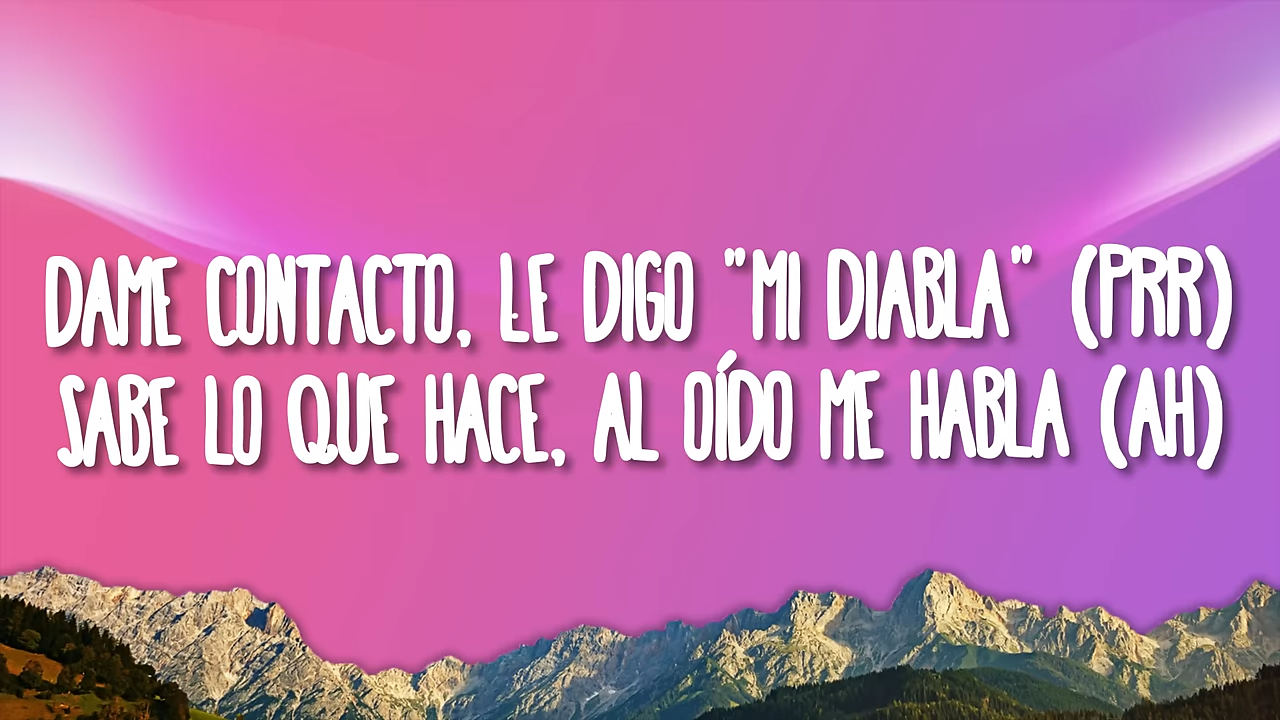 DAME CONTACTO, LE DIGO "MI DIABLA" (PRR)
SABE LO QUE HACE, AL OÍDO ME HABLA (AH)